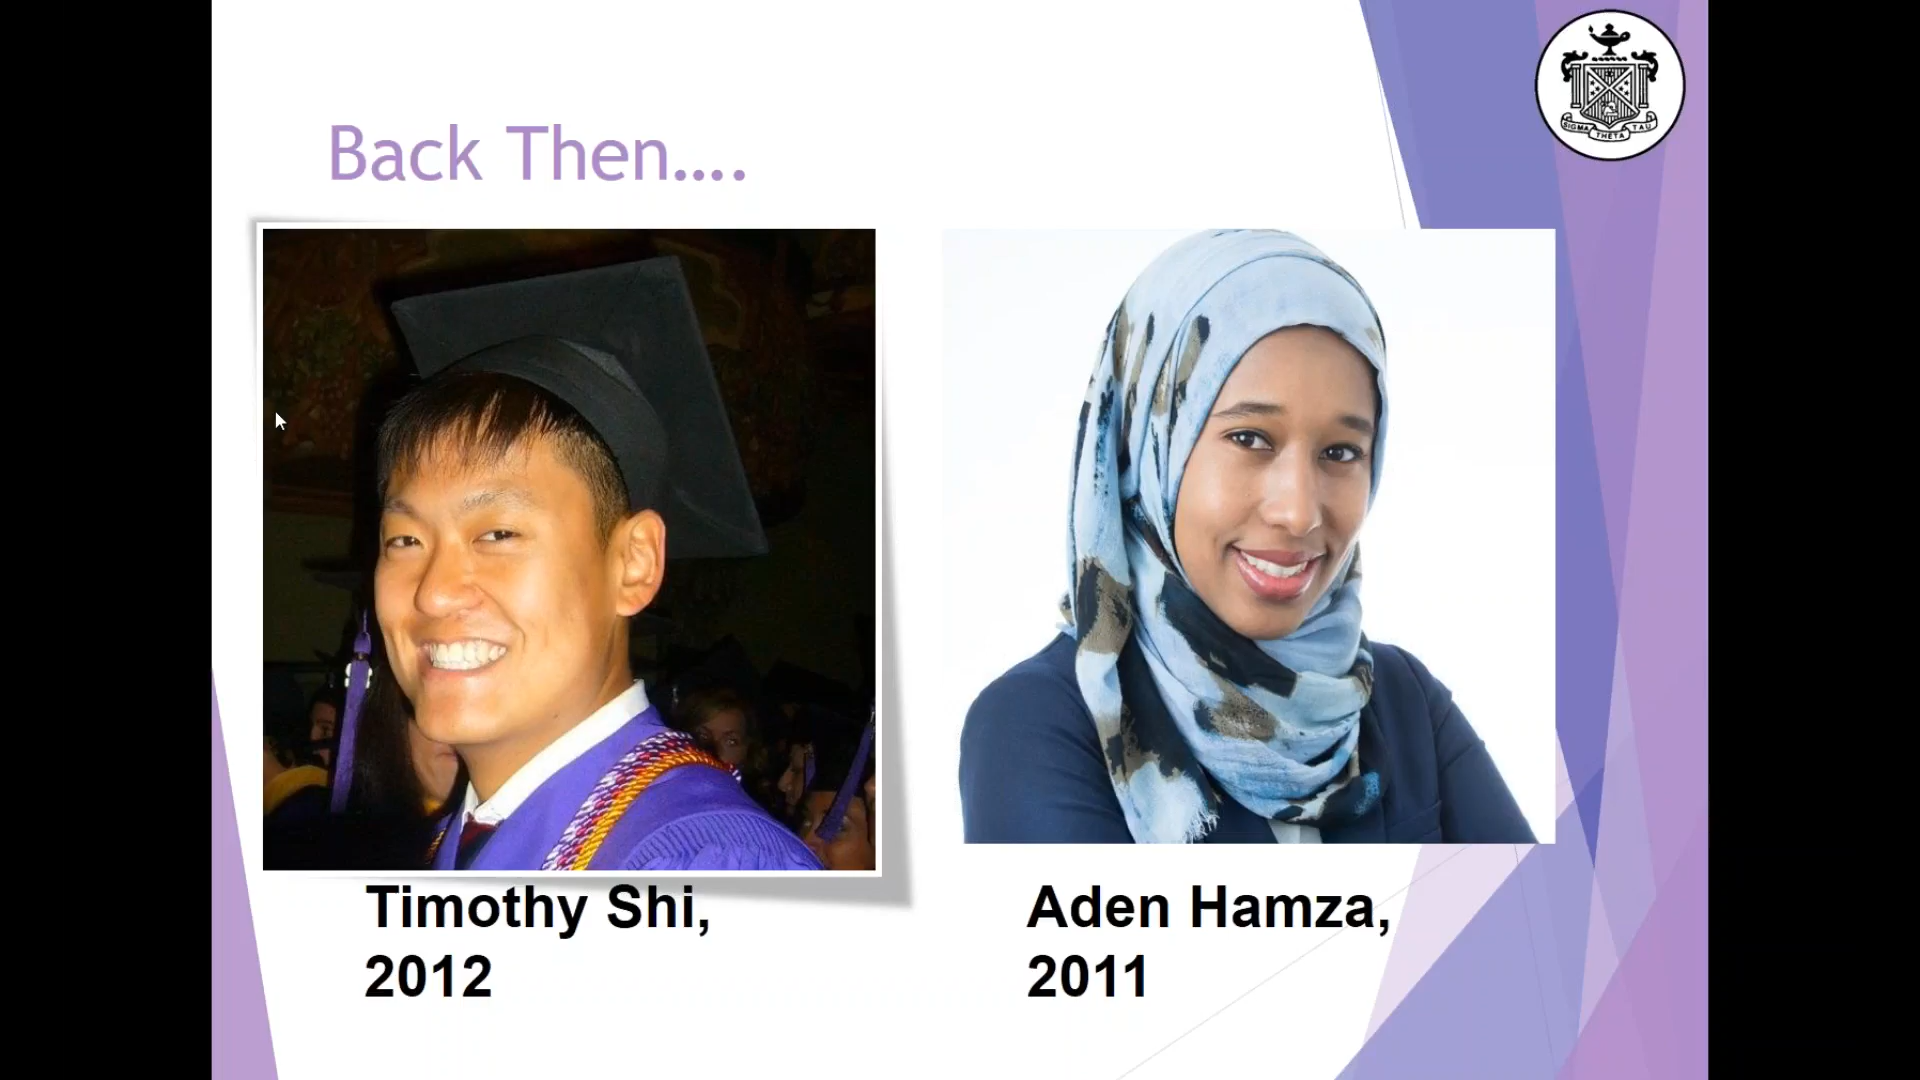 Back Then....
SIGMA THETA TAU
Timothy Shi,
2012
Aden Hamza,
2011